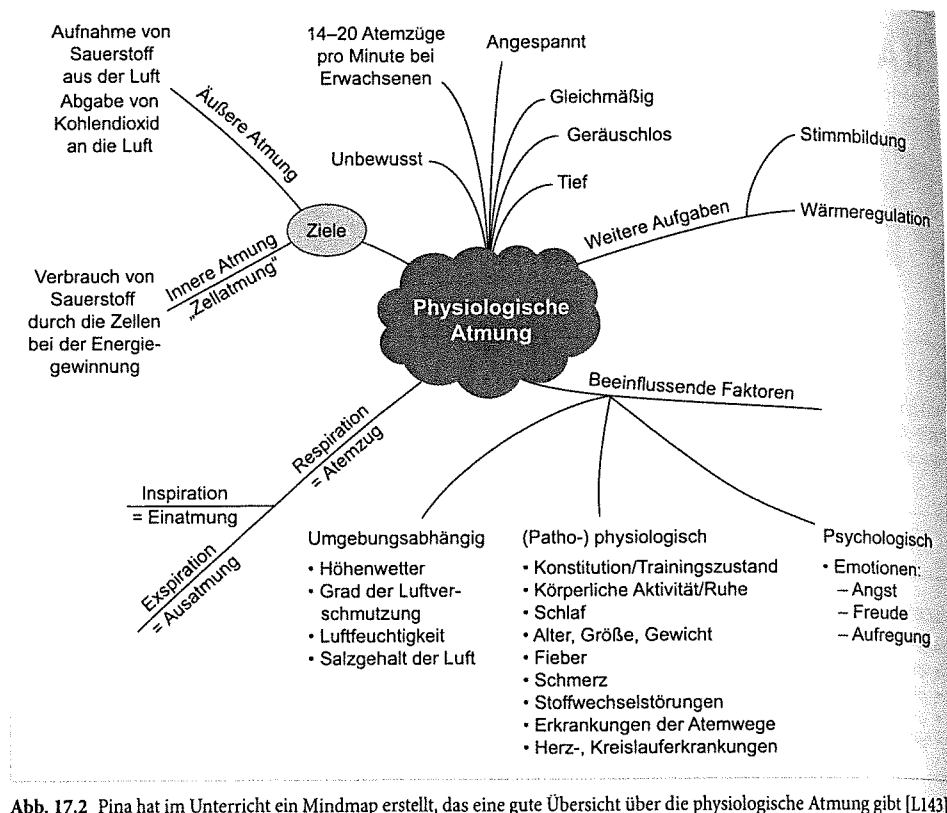 Aufnahme von
Sauerstoff
aus der Luft
Abgabe von
Kohlendioxid
an die Luft
Äußere Atmung
Ziele
Innere Atmung
„Zellatmung“
Verbrauch von
Sauerstoff
durch die Zellen
bei der Energie-
gewinnung
14–20 Atemzüge
pro Minute bei
Erwachsenen
Unbewusst
Angespannt
Gleichmäßig
Geräuschlos
Tief
Weitere Aufgaben
Stimmbildung
Wärmeregulation
Physiologische
Atmung
Respiration
= Atemzug
Inspiration
= Einatmung
Exspiration
= Ausatmung
Beeinflussende Faktoren
Umgebungsabhängig
• Höhenwetter
• Grad der Luftver-
schmutzung
• Luftfeuchtigkeit
• Salzgehalt der Luft
(Patho-) physiologisch
• Konstitution/Trainingszustand
• Körperliche Aktivität/Ruhe
• Schlaf
• Alter, Größe, Gewicht
• Fieber
• Schmerz
• Stoffwechselstörungen
• Erkrankungen der Atemwege
• Herz-, Kreislauferkrankungen
Psychologisch
• Emotionen:
– Angst
– Freude
– Aufregung
Abb. 17.2 Pina hat im Unterricht ein Mindmap erstellt, das eine gute Übersicht über die physiologische Atmung gibt [L143]